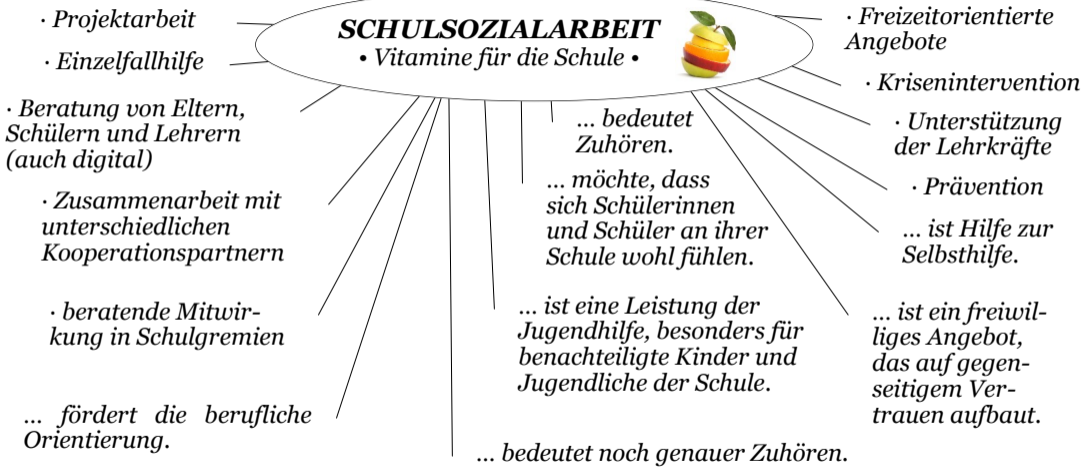 SCHULSOZIALARBEIT
• Vitamine für die Schule •
· Projektarbeit
· Einzelfallhilfe
· Beratung von Eltern,
Schülern und Lehrern
(auch digital)
· Zusammenarbeit mit
unterschiedlichen
Kooperationspartnern
· beratende Mitwir-
kung in Schulgremien
... fördert die berufliche
Orientierung.
... bedeutet
Zuhören.
... möchte, dass
sich Schülerinnen
und Schüler an ihrer
Schule wohl fühlen.
... ist eine Leistung der
Jugendhilfe, besonders für
benachteiligte Kinder und
Jugendliche der Schule.
... bedeutet noch genauer Zuhören.
· Freizeitorientierte
Angebote
· Krisenintervention
· Unterstützung
der Lehrkräfte
· Prävention
... ist Hilfe zur
Selbsthilfe.
... ist ein freiwil-
liges Angebot,
das auf gegen-
seitigem Ver-
trauen aufbaut.